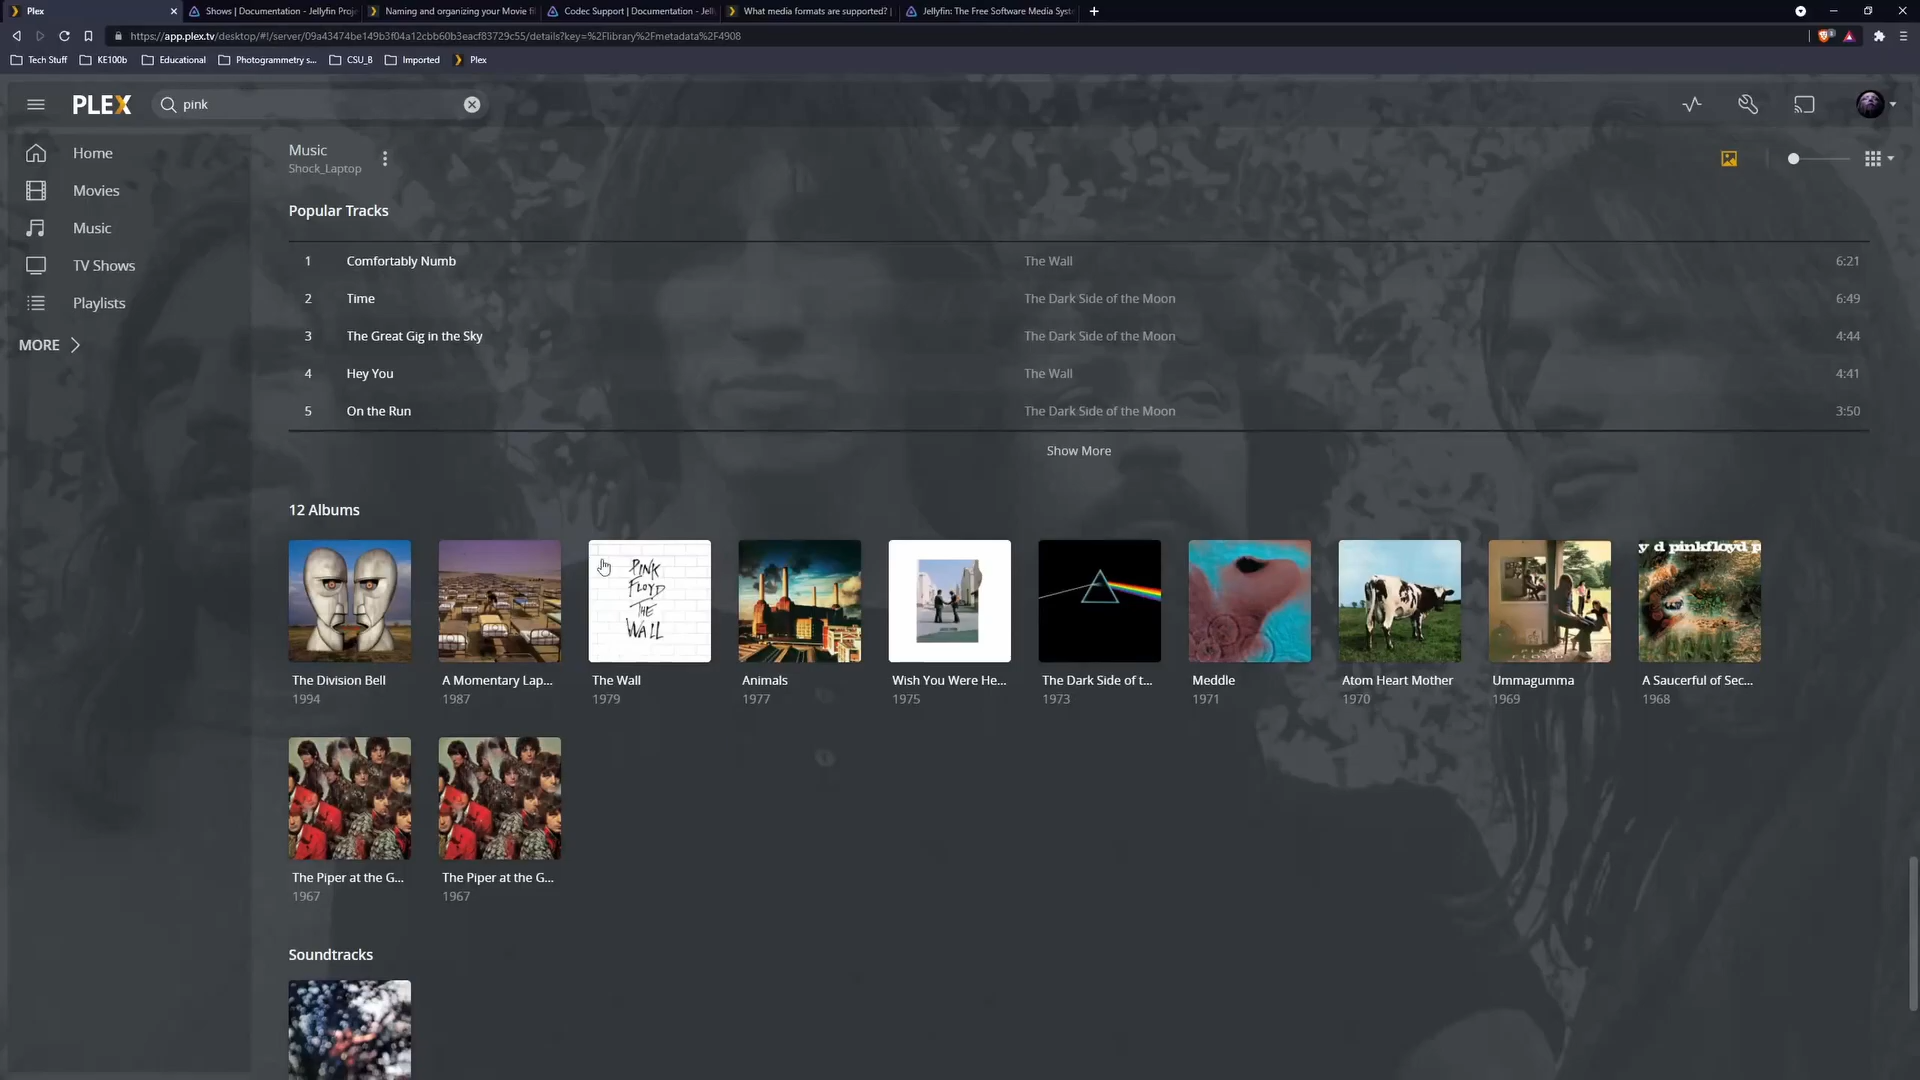 Plex
Shows | Documentation - Jellyfin Proj
Naming and organizing your Movie fi
Codec Support | Documentation - Jell
What media formats are supported? |
Jellyfin: The Free Software Media Syst
https://app.plex.tv/desktop/#!/server/09a43474be149b3f04a12cbb60b3eacf83729c55/details?key=%2Flibrary%2Fmetadata%2F4908
Tech Stuff
KE100b
Educational
Photogrammetry s...
CSU_B
Imported
Plex
PLEX
pink
Home
Movies
Music
TV Shows
Playlists
MORE
Music
Shock_Laptop
Popular Tracks
1 Comfortably Numb The Wall 6:21
2 Time The Dark Side of the Moon 6:49
3 The Great Gig in the Sky The Dark Side of the Moon 4:44
4 Hey You The Wall 4:41
5 On the Run The Dark Side of the Moon 3:50
Show More
12 Albums
PINK
FLOYD
THE
WALL
y d pinkfloyd p
The Division Bell
1994
A Momentary Lap...
1987
The Wall
1979
Animals
1977
Wish You Were He...
1975
The Dark Side of t...
1973
Meddle
1971
Atom Heart Mother
1970
Ummagumma
1969
A Saucerful of Sec...
1968
The Piper at the G...
1967
The Piper at the G...
1967
Soundtracks